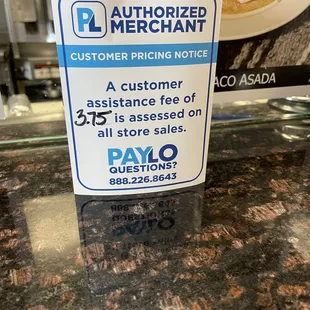 PL AUTHORIZED
MERCHANT
CUSTOMER PRICING NOTICE
A customer
assistance fee of
3.75 is assessed on
all store sales.
PAYLO
QUESTIONS?
888.226.8643
ACO ASADA